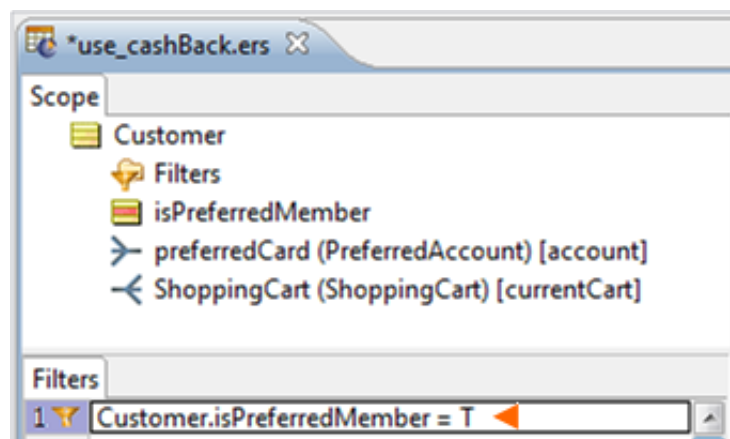 *use_cashBack.ers
Scope
Customer
Filters
isPreferredMember
preferredCard (PreferredAccount) [account]
ShoppingCart (ShoppingCart) [currentCart]
Filters
1 Customer.isPreferredMember = T